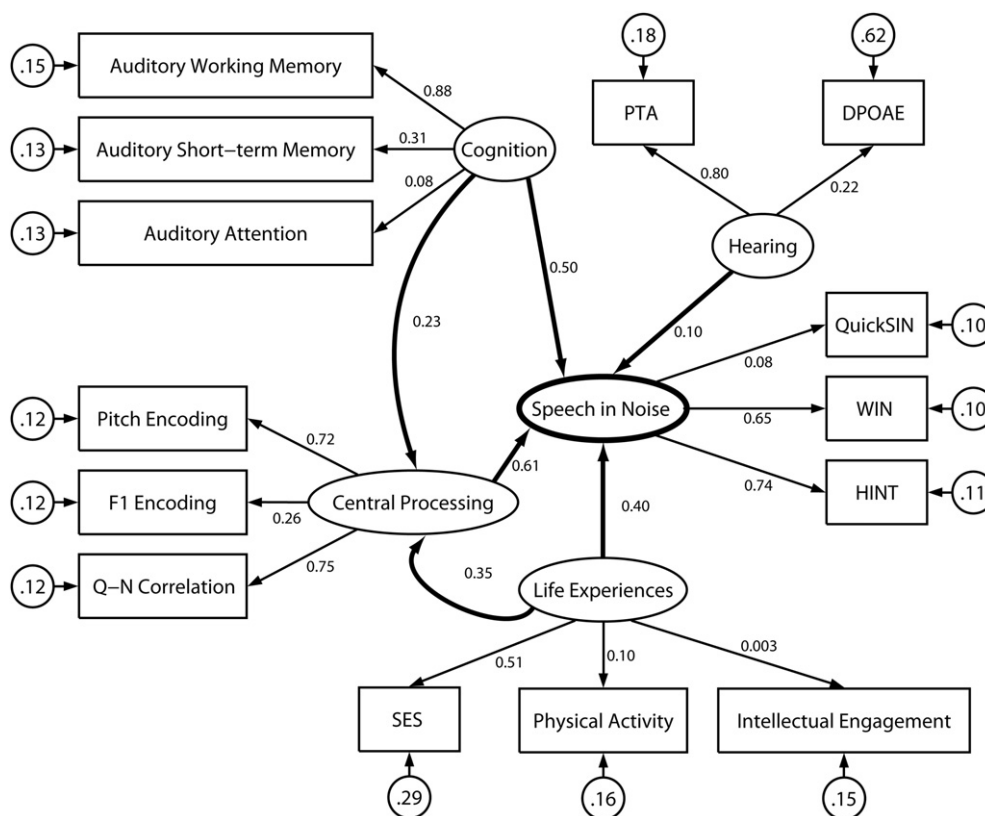 .18
.62
.15
Auditory Working Memory
PTA
DPOAE
0.88
.13
Auditory Short–term Memory
0.31
Cognition
0.80
0.22
0.08
.13
Auditory Attention
Hearing
0.50
0.23
0.10
QuickSIN
.10
0.08
.12
Pitch Encoding
Speech in Noise
0.65
WIN
.10
0.72
0.61
.12
F1 Encoding
0.26
Central Processing
0.74
HINT
.11
0.40
0.75
.12
Q–N Correlation
0.35
Life Experiences
0.51
0.10
0.003
SES
Physical Activity
Intellectual Engagement
.29
.16
.15